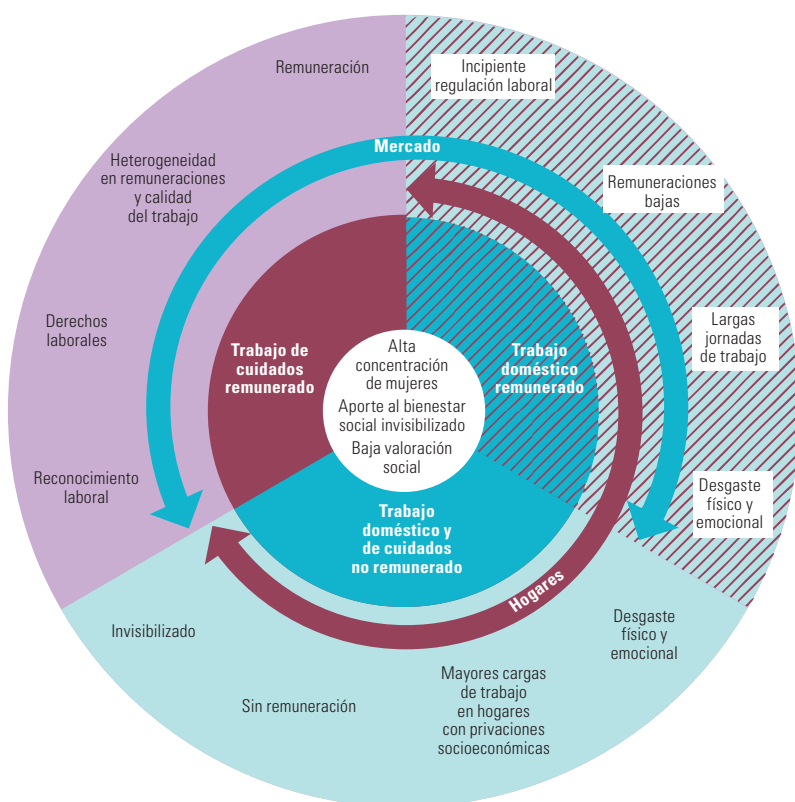 Remuneración
Incipiente
regulación laboral
Mercado
Heterogeneidad
en remuneraciones
y calidad
del trabajo
Remuneraciones
bajas
Derechos
laborales
Largas
jornadas
de trabajo
Trabajo de
cuidados
remunerado
Alta
concentración
de mujeres
Aporte al bienestar
social invisibilizado
Baja valoración
social
Trabajo
doméstico
remunerado
Reconocimiento
laboral
Desgaste
físico y
emocional
Trabajo
doméstico y
de cuidados
no remunerado
Hogares
Invisibilizado
Desgaste
físico y
emocional
Sin remuneración
Mayores cargas
de trabajo
en hogares
con privaciones
socioeconómicas